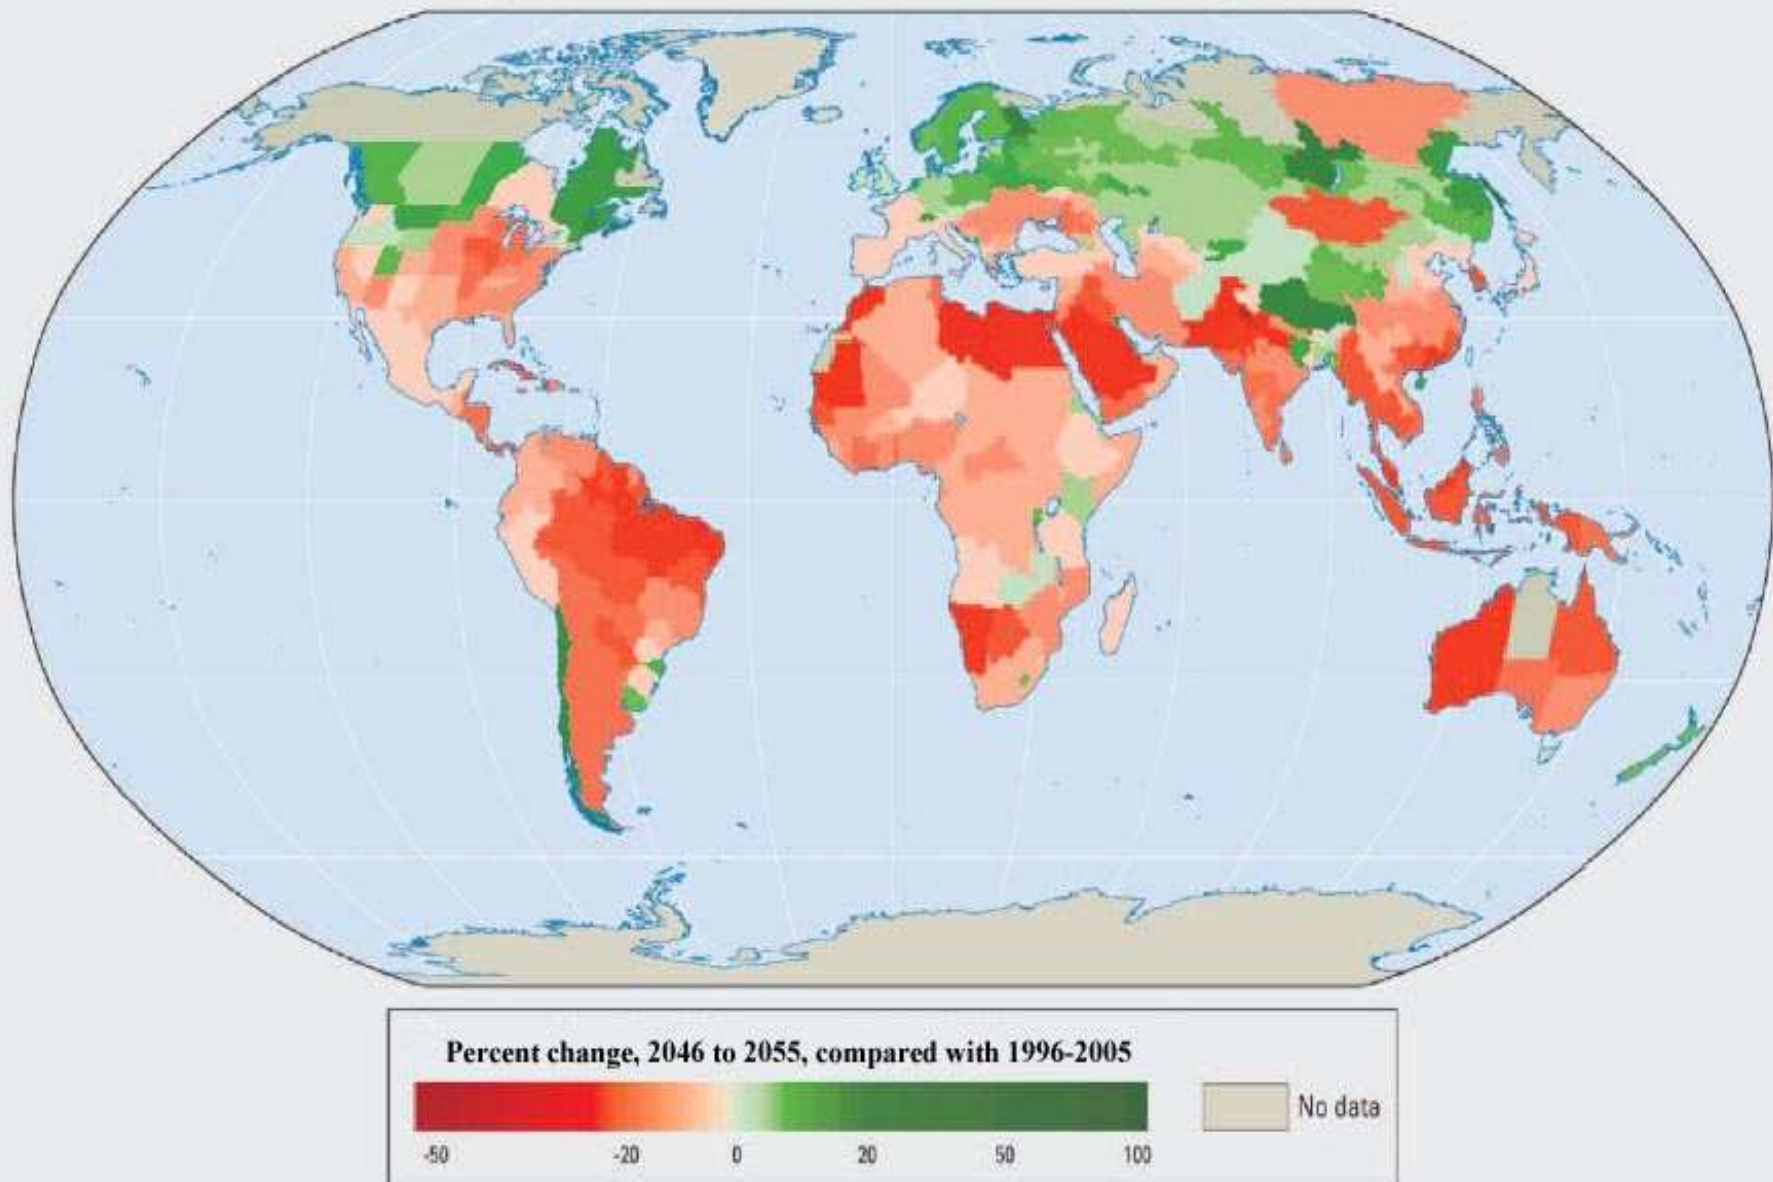 Percent change, 2046 to 2055, compared with 1996-2005
-50 -20 0 20 50 100
No data